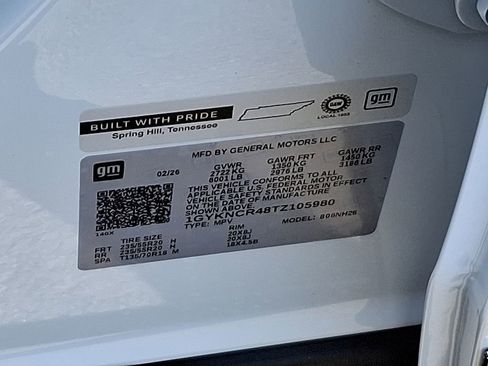 BUILT WITH PRIDE
Spring Hill, Tennessee
UAW
LOCAL 1853
gm
gm
MFD BY GENERAL MOTORS LLC
02/26
GVWR GAWR FRT GAWR RR
2722 KG 1350 KG 1450 KG
6001 LB 2976 LB 3196 LB
THIS VEHICLE CONFORMS TO ALL
APPLICABLE U.S. FEDERAL MOTOR
VEHICLE SAFETY STANDARDS IN EFFECT
ON THE DATE OF MANUFACTURE SHOWN ABOVE.
1GYKNCR48TZ105980
TYPE: MPV MODEL: 6NH26
140X
TIRE SIZE RIM
FRT 235/55R20 H 20X8J
RR 235/55R20 H 20X8J
SPA T135/70R18 M 18X4.5B